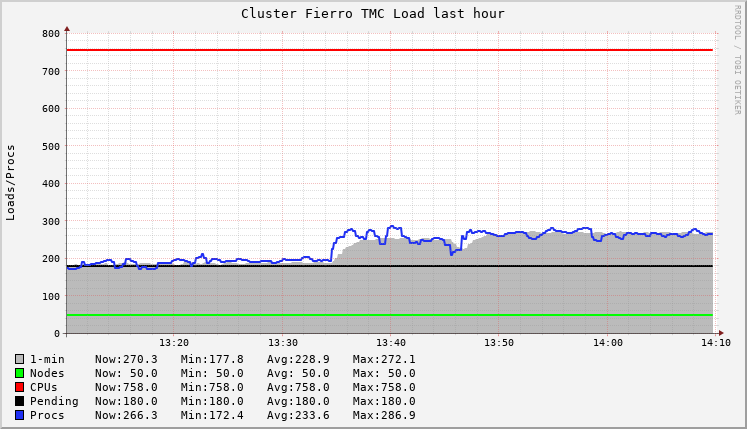 Cluster Fierro TMC Load last hour
RRDTOOL / TOBI OETIKER
Loads/Procs
800
700
600
500
400
300
200
100
0
13:20 13:30 13:40 13:50 14:00 14:10
1-min Now:270.3 Min:177.8 Avg:228.9 Max:272.1
Nodes Now: 50.0 Min: 50.0 Avg: 50.0 Max: 50.0
CPUs Now:758.0 Min:758.0 Avg:758.0 Max:758.0
Pending Now:180.0 Min:180.0 Avg:180.0 Max:180.0
Procs Now:266.3 Min:172.4 Avg:233.6 Max:286.9